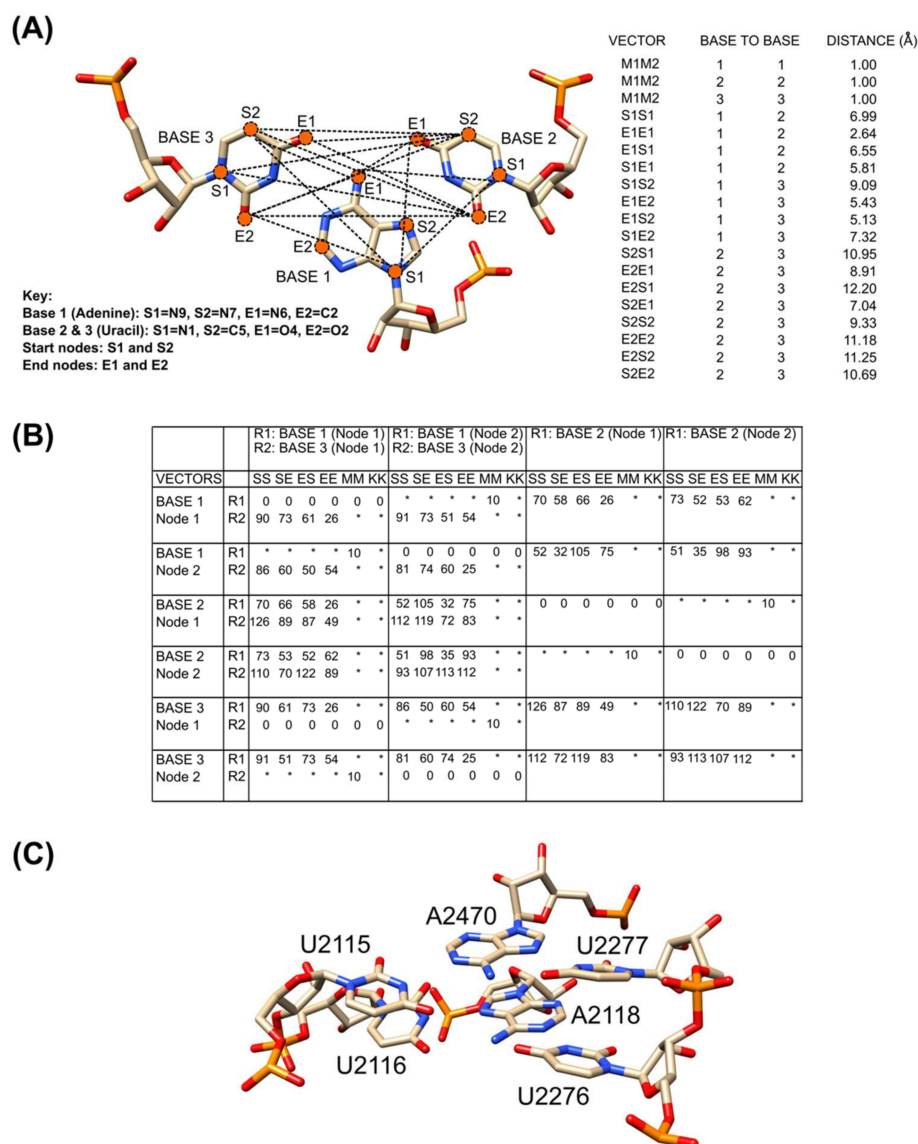 (A)
VECTOR BASE TO BASE DISTANCE (Å)
M1M2 1 1 1.00
M1M2 2 2 1.00
M1M2 3 3 1.00
S1S1 1 2 6.99
E1E1 1 2 2.64
E1S1 1 2 6.55
S1E1 1 2 5.81
S1S2 1 3 9.09
E1E2 1 3 5.43
E1S2 1 3 5.13
S1E2 1 3 7.32
S2S1 2 3 10.95
E2E1 2 3 8.91
E2S1 2 3 12.20
S2E1 2 3 7.04
S2S2 2 3 9.33
E2E2 2 3 11.18
E2S2 2 3 11.25
S2E2 2 3 10.69
S2 E1 E1 S2
BASE 3 BASE 2
S1 E1 S1
E2 S2 E2
E2
BASE 1 S1
Key:
Base 1 (Adenine): S1=N9, S2=N7, E1=N6, E2=C2
Base 2 & 3 (Uracil): S1=N1, S2=C5, E1=O4, E2=O2
Start nodes: S1 and S2
End nodes: E1 and E2
(B)
R1: BASE 1 (Node 1) R1: BASE 1 (Node 2) R1: BASE 2 (Node 1) R1: BASE 2 (Node 2)
R2: BASE 3 (Node 1) R2: BASE 3 (Node 2)
VECTORS SS SE ES EE MM KK SS SE ES EE MM KK SS SE ES EE MM KK SS SE ES EE MM KK
BASE 1 R1 0 0 0 0 0 0 * * * * 10 * 70 58 66 26 * * 73 52 53 62 * *
Node 1 R2 90 73 61 26 * * 91 73 51 54 * *
BASE 1 R1 * * * * 10 * 0 0 0 0 0 0 52 32 105 75 * * 51 35 98 93 * *
Node 2 R2 86 60 50 54 * * 81 74 60 25 * *
BASE 2 R1 70 66 58 26 * * 52 105 32 75 * * 0 0 0 0 0 0 * * * * 10 *
Node 1 R2 126 89 87 49 * * 112 119 72 83 * *
BASE 2 R1 73 53 52 62 * * 51 98 35 93 * * * * * * 10 * 0 0 0 0 0 0
Node 2 R2 110 70 122 89 * * 93 107 113 112 * *
BASE 3 R1 90 61 73 26 * * 86 50 60 54 * * 126 87 89 49 * * 110 122 70 89 * *
Node 1 R2 0 0 0 0 0 0 * * * * 10 *
BASE 3 R1 91 51 73 54 * * 81 60 74 25 * * 112 72 119 83 * * 93 113 107 112 * *
Node 2 R2 * * * * 10 * 0 0 0 0 0 0
(C)
A2470
U2115 U2277
A2118
U2116
U2276